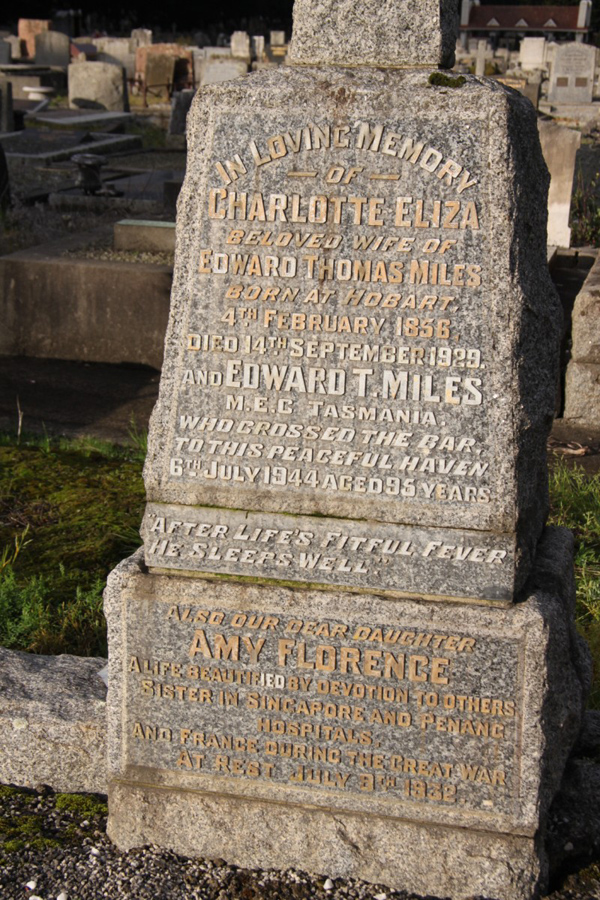 IN LOVING MEMORY
OF
CHARLOTTE ELIZA
BELOVED WIFE OF
EDWARD THOMAS MILES
BORN AT HOBART
4TH FEBRUARY 1856.
DIED 14TH SEPTEMBER 1929.
AND EDWARD T. MILES
M.E.C TASMANIA.
WHO CROSSED THE BAR,
TO THIS PEACEFUL HAVEN
6TH JULY 1944 AGED 95 YEARS
"AFTER LIFE'S FITFUL FEVER
HE SLEEPS WELL"
ALSO OUR DEAR DAUGHTER
AMY FLORENCE
A LIFE BEAUTIFIED BY DEVOTION TO OTHERS
SISTER IN SINGAPORE AND PENANG
HOSPITALS.
AND FRANCE DURING THE GREAT WAR
AT REST JULY 9TH 1932